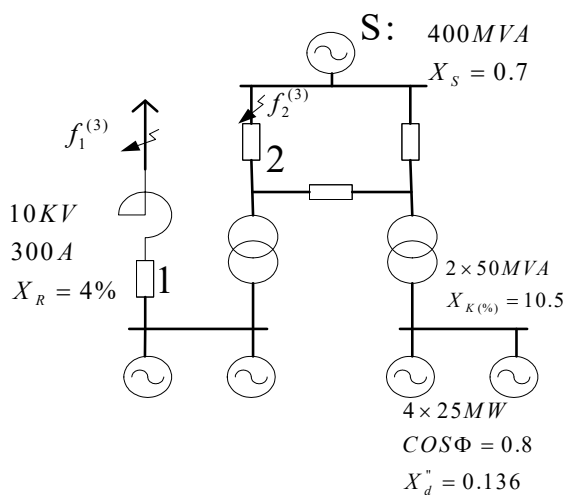 S: 400MVA
X_S = 0.7
f_1^(3)
f_2^(3)
2
10KV
300A
X_R = 4%
1
2 × 50MVA
X_K(%) = 10.5
4 × 25MW
COSΦ = 0.8
X_d^" = 0.136